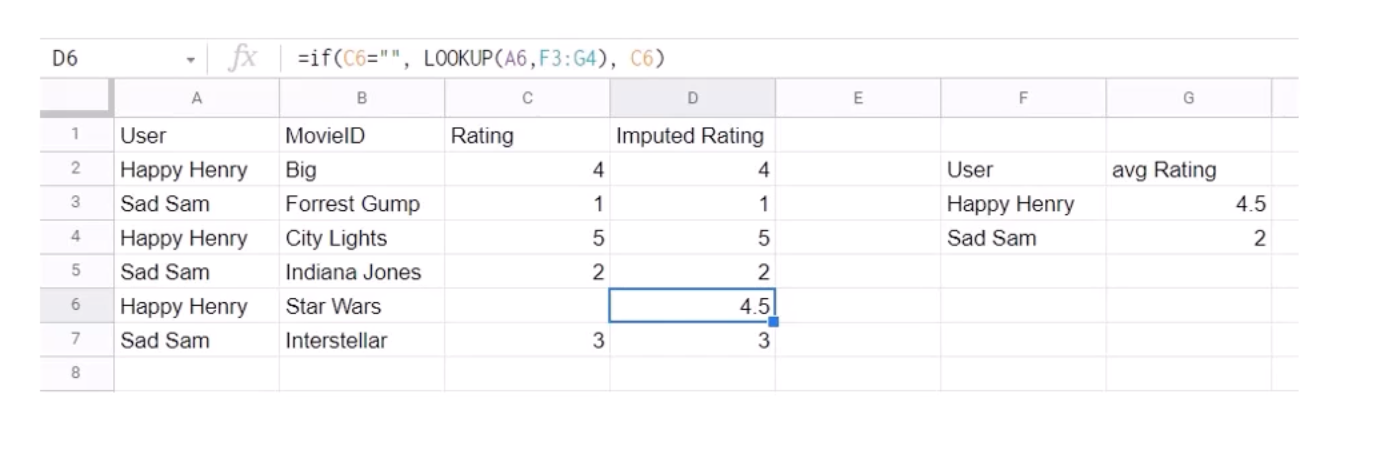 D6 fx =if(C6="", LOOKUP(A6,F3:G4), C6)
A B C D E F G
1 User MovieID Rating Imputed Rating
2 Happy Henry Big 4 4 User avg Rating
3 Sad Sam Forrest Gump 1 1 Happy Henry 4.5
4 Happy Henry City Lights 5 5 Sad Sam 2
5 Sad Sam Indiana Jones 2 2
6 Happy Henry Star Wars 4.5
7 Sad Sam Interstellar 3 3
8